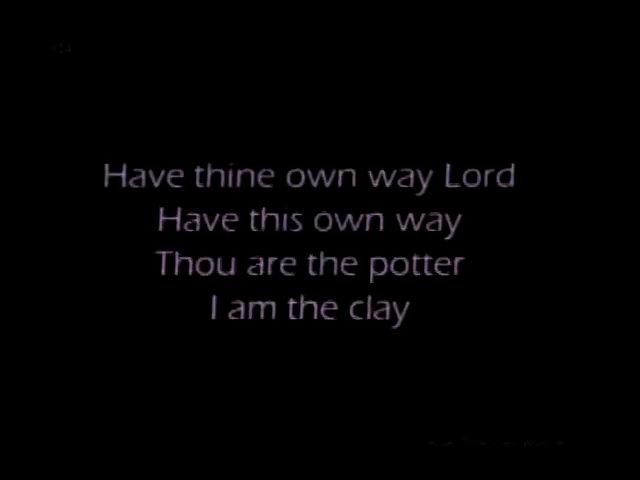 Have thine own way Lord
Have this own way
Thou are the potter
I am the clay